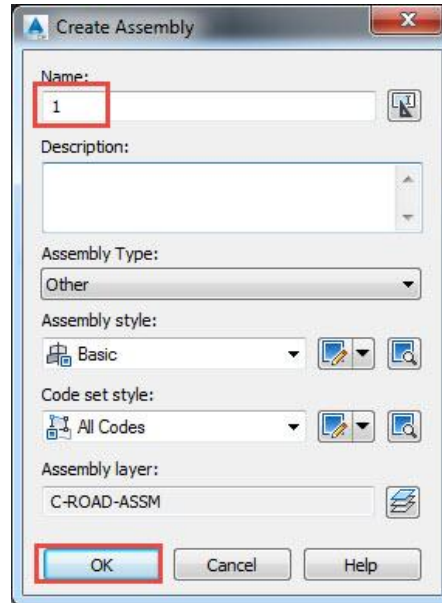 Create Assembly
Name:
1
Description:
Assembly Type:
Other
Assembly style:
Basic
Code set style:
All Codes
Assembly layer:
C-ROAD-ASSM
OK Cancel Help